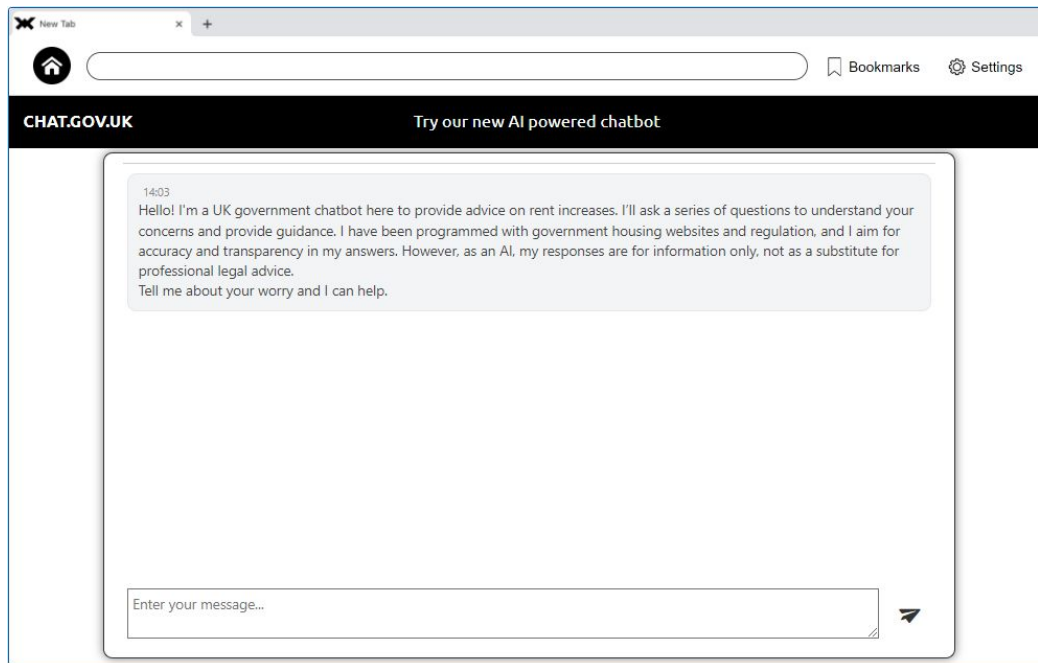 New Tab
Bookmarks
Settings
CHAT.GOV.UK
Try our new AI powered chatbot
14:03
Hello! I'm a UK government chatbot here to provide advice on rent increases. I'll ask a series of questions to understand your
concerns and provide guidance. I have been programmed with government housing websites and regulation, and I aim for
accuracy and transparency in my answers. However, as an AI, my responses are for information only, not as a substitute for
professional legal advice.
Tell me about your worry and I can help.
Enter your message...